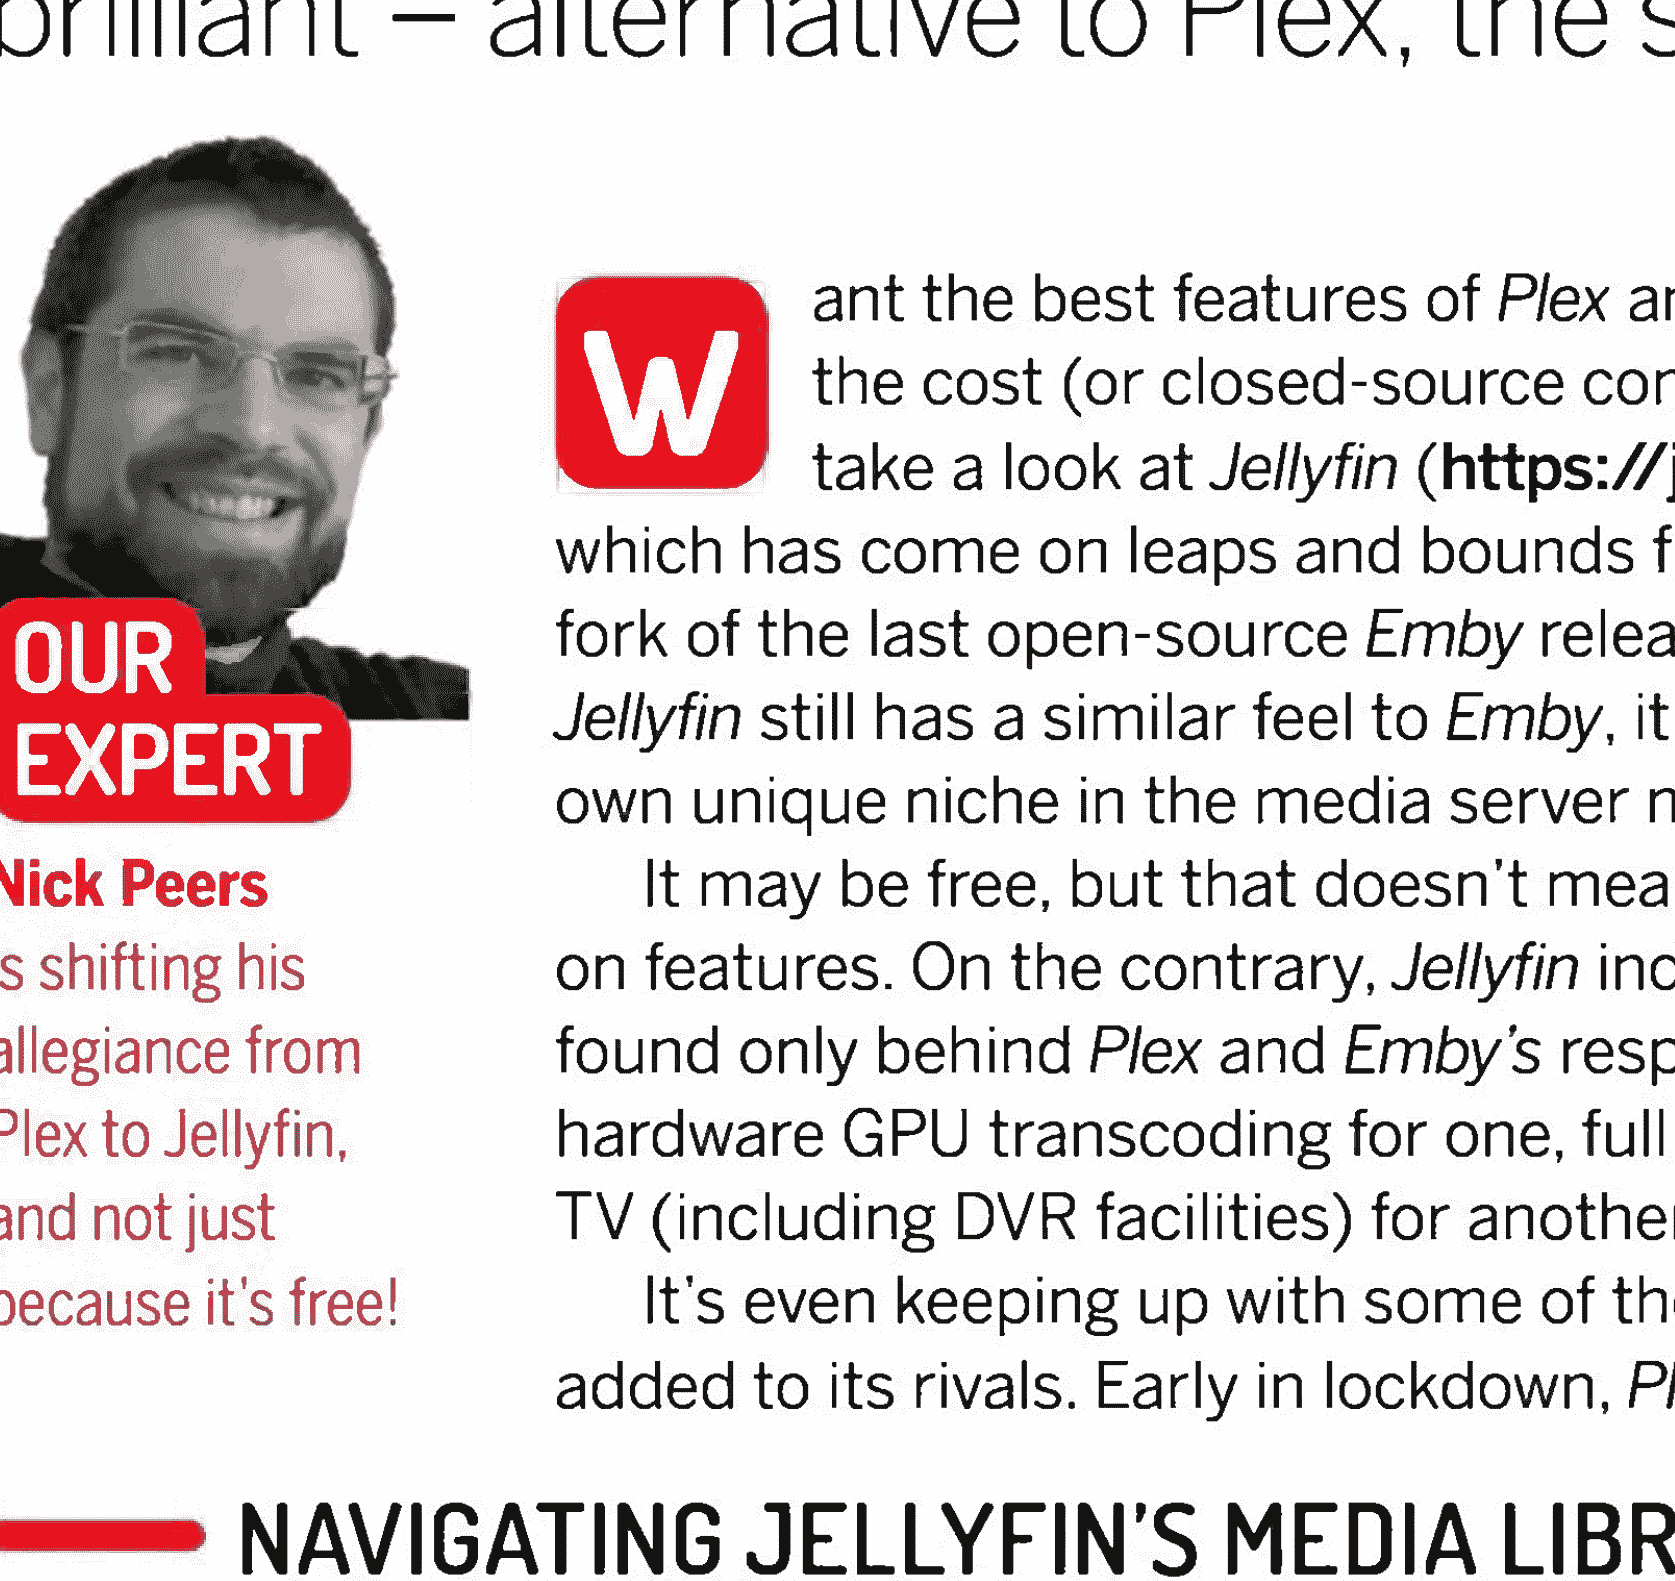 brilliant – alternative to Plex, the s
OUR
EXPERT
Nick Peers
is shifting his
allegiance from
Plex to Jellyfin,
and not just
because it's free!
Want the best features of Plex an
the cost (or closed-source con
take a look at Jellyfin (https://j
which has come on leaps and bounds f
fork of the last open-source Emby relea
Jellyfin still has a similar feel to Emby, it
own unique niche in the media server m
It may be free, but that doesn't mea
on features. On the contrary, Jellyfin inc
found only behind Plex and Emby's resp
hardware GPU transcoding for one, full
TV (including DVR facilities) for another
It's even keeping up with some of the
added to its rivals. Early in lockdown, Pl
NAVIGATING JELLYFIN'S MEDIA LIBR